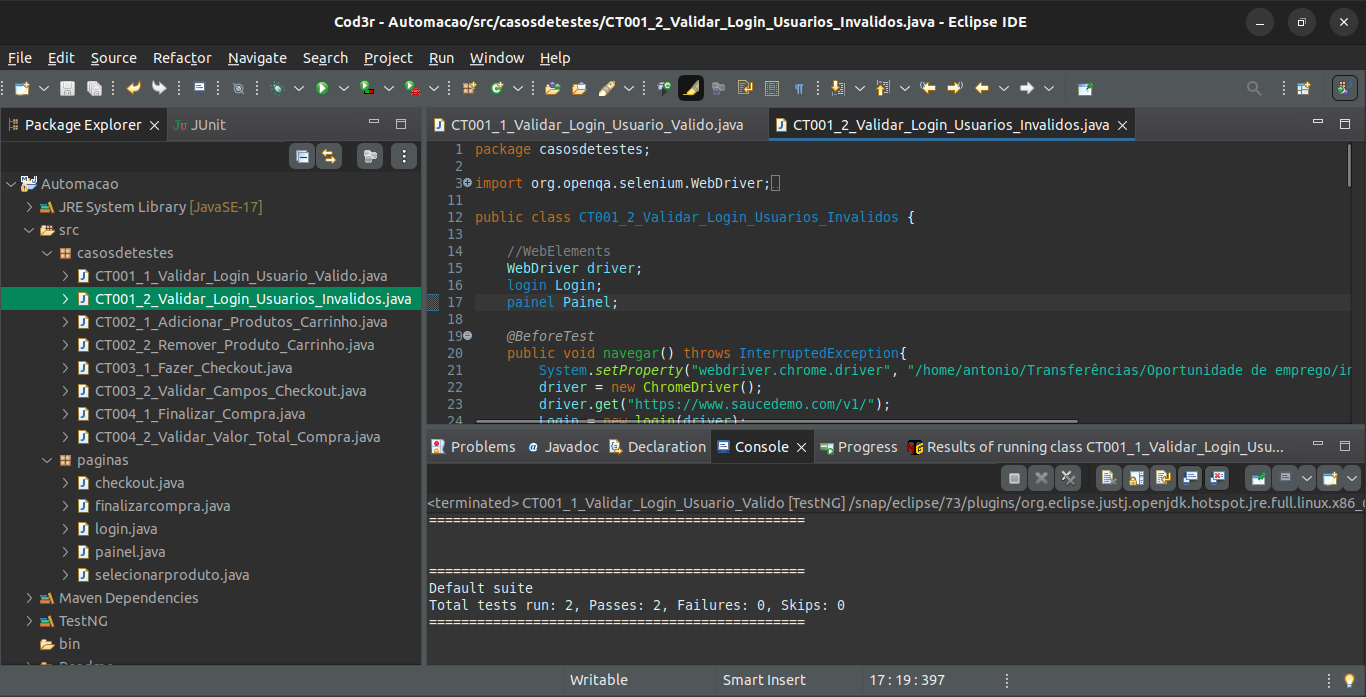 Cod3r - Automacao/src/casosdetestes/CT001_2_Validar_Login_Usuarios_Invalidos.java - Eclipse IDE
File Edit Source Refactor Navigate Search Project Run Window Help
Package Explorer
JUnit
Automacao
JRE System Library [JavaSE-17]
src
casosdetestes
CT001_1_Validar_Login_Usuario_Valido.java
CT001_2_Validar_Login_Usuarios_Invalidos.java
CT002_1_Adicionar_Produtos_Carrinho.java
CT002_2_Remover_Produto_Carrinho.java
CT003_1_Fazer_Checkout.java
CT003_2_Validar_Campos_Checkout.java
CT004_1_Finalizar_Compra.java
CT004_2_Validar_Valor_Total_Compra.java
paginas
checkout.java
finalizarcompra.java
login.java
painel.java
selecionarproduto.java
Maven Dependencies
TestNG
bin
CT001_1_Validar_Login_Usuario_Valido.java
CT001_2_Validar_Login_Usuarios_Invalidos.java
1 package casosdetestes;
2
3 import org.openqa.selenium.WebDriver;
11
12 public class CT001_2_Validar_Login_Usuarios_Invalidos {
13
14 //WebElements
15 WebDriver driver;
16 login Login;
17 painel Painel;
18
19 @BeforeTest
20 public void navegar() throws InterruptedException{
21 System.setProperty("webdriver.chrome.driver", "/home/antonio/Transferências/Oportunidade de emprego/in
22 driver = new ChromeDriver();
23 driver.get("https://www.saucedemo.com/v1/");
24 Login = new login(driver);
Problems
Javadoc
Declaration
Console
Progress
Results of running class CT001_1_Validar_Login_Usu...
<terminated> CT001_1_Validar_Login_Usuario_Valido [TestNG] /snap/eclipse/73/plugins/org.eclipse.justj.openjdk.hotspot.jre.full.linux.x86_
===============================================
===============================================
Default suite
Total tests run: 2, Passes: 2, Failures: 0, Skips: 0
===============================================
Writable
Smart Insert
17 : 19 : 397